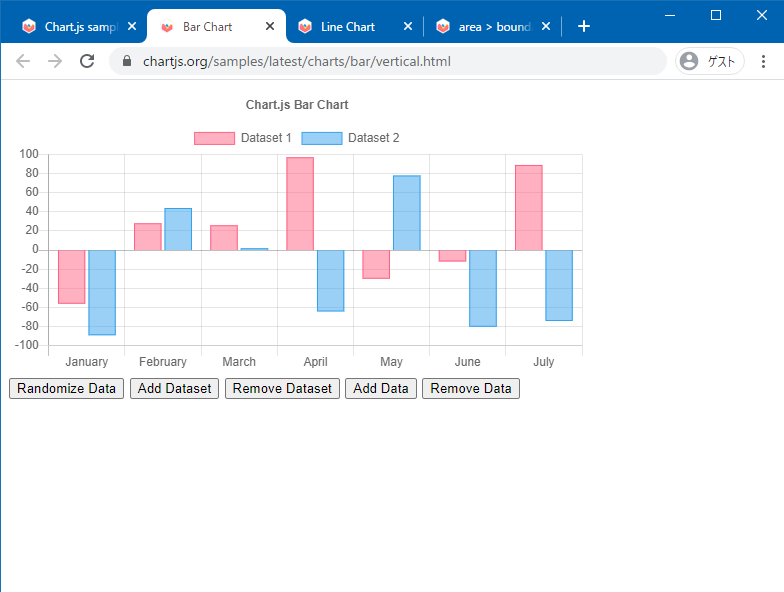 Chart.js samp Bar Chart Line Chart area > bound
chartjs.org/samples/latest/charts/bar/vertical.html ゲスト
Chart.js Bar Chart
Dataset 1 Dataset 2
100
80
60
40
20
0
-20
-40
-60
-80
-100
January February March April May June July
Randomize Data Add Dataset Remove Dataset Add Data Remove Data